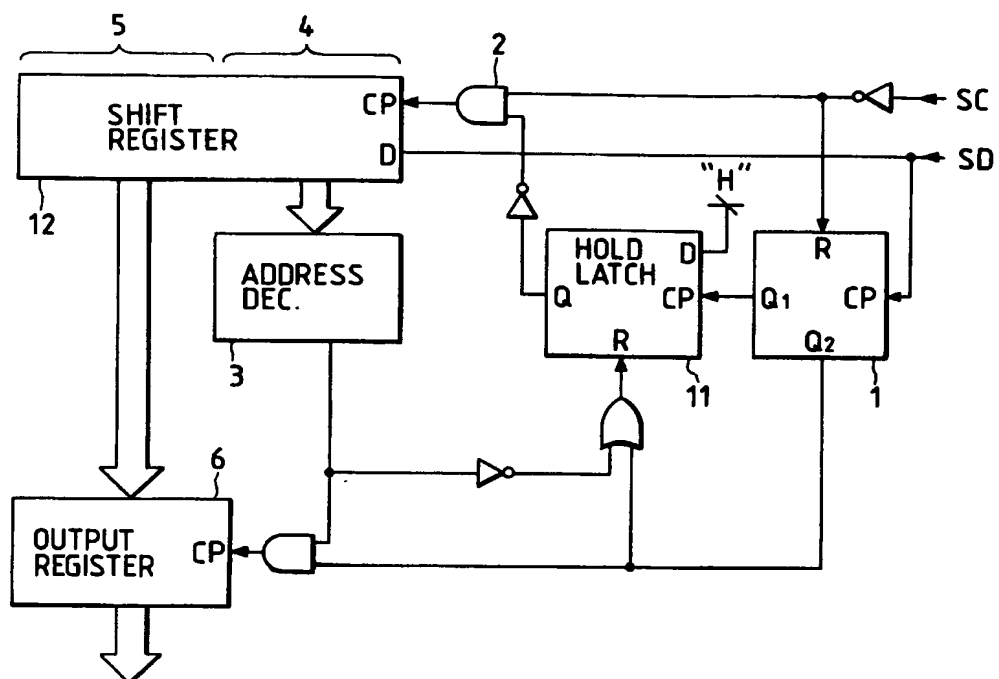 5
4
2
SHIFT
REGISTER
CP
D
SC
SD
12
"H"
ADDRESS
DEC.
3
HOLD
LATCH
D
Q
CP
R
11
R
Q1
CP
Q2
1
6
OUTPUT
REGISTER
CP